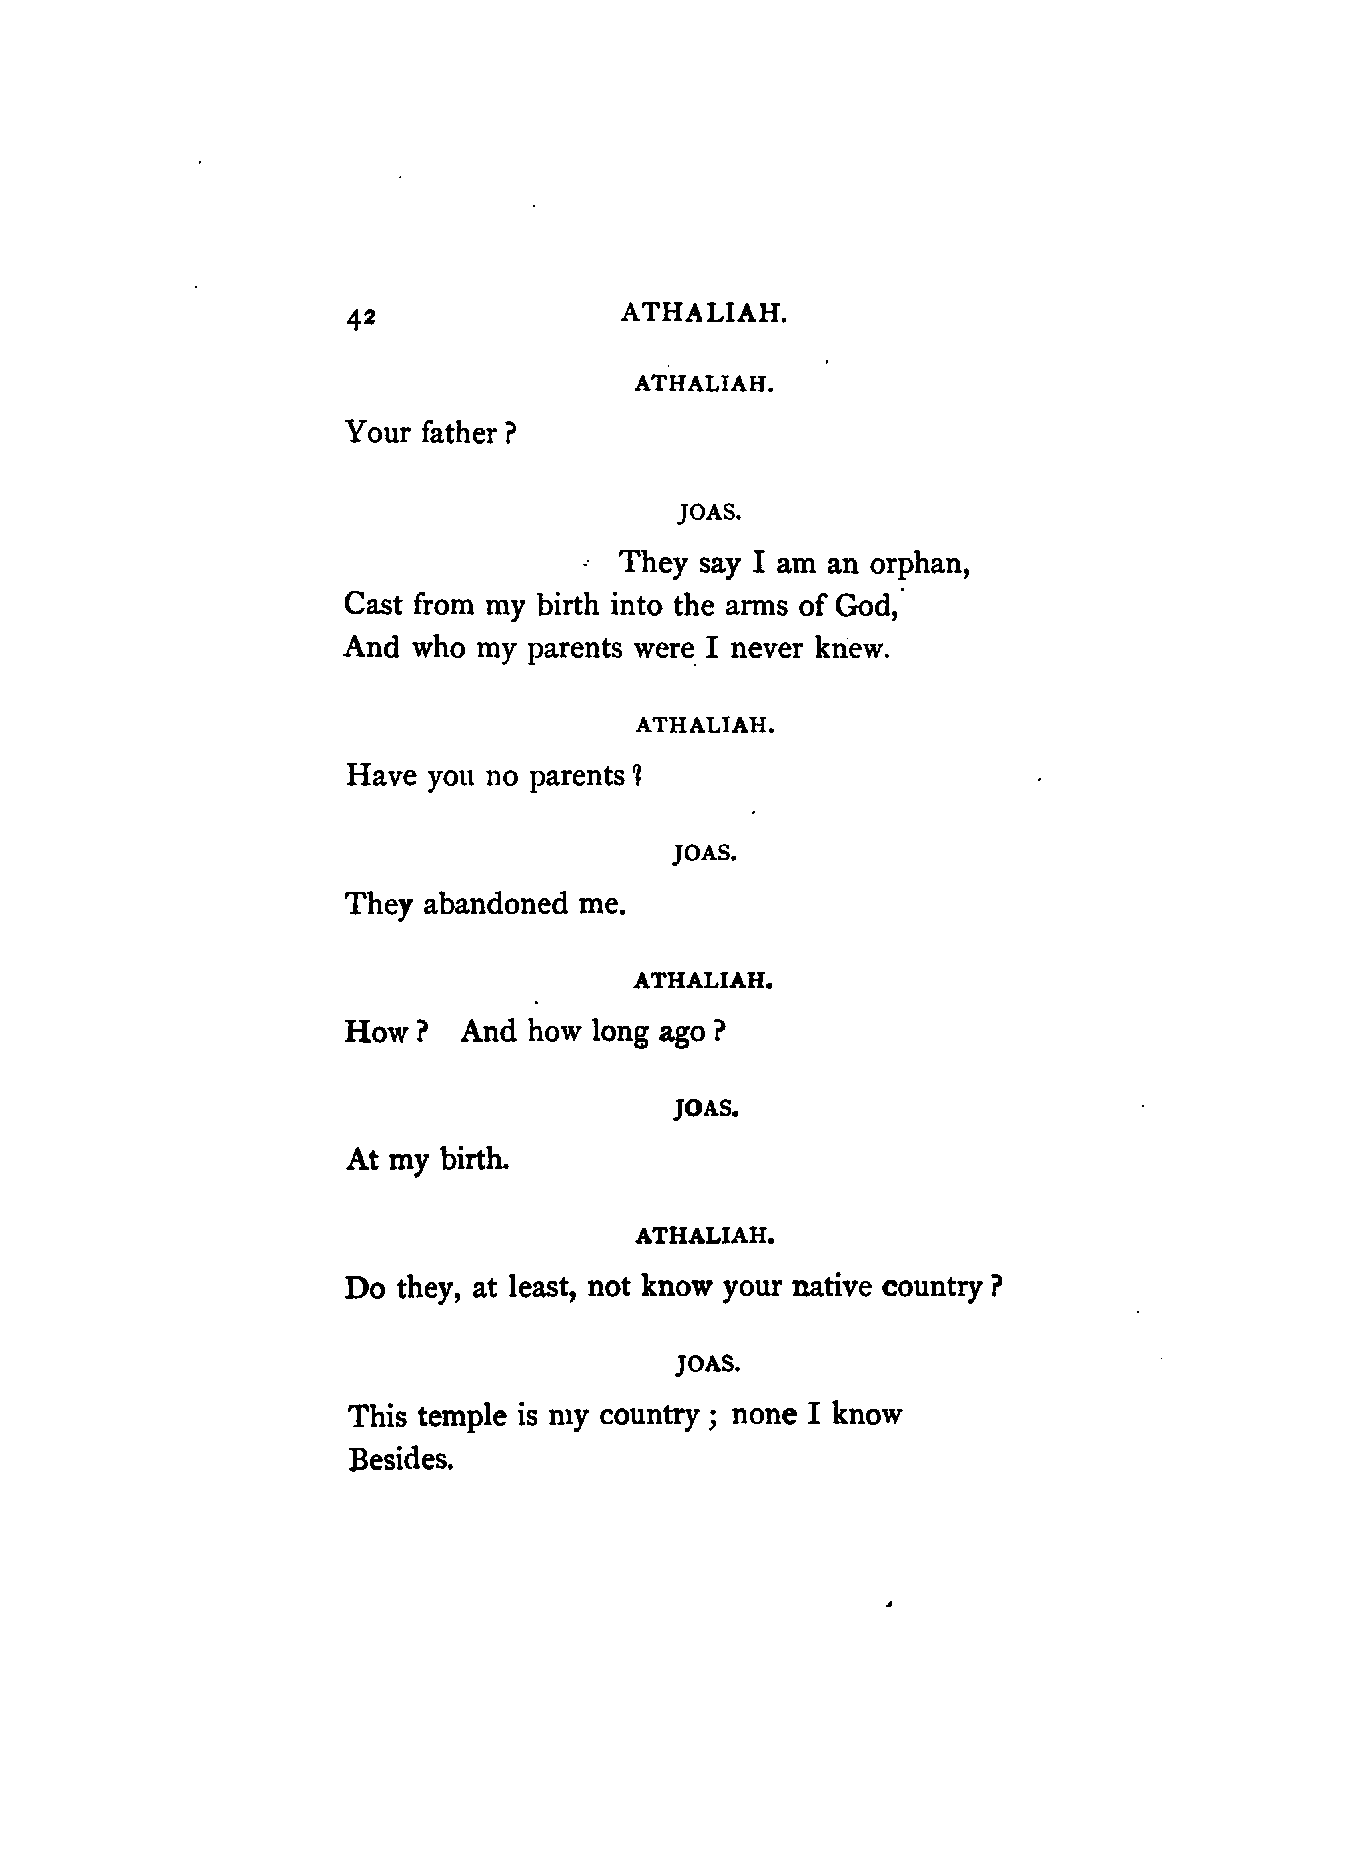 42 ATHALIAH.
ATHALIAH.
Your father ?
JOAS.
They say I am an orphan,
Cast from my birth into the arms of God,
And who my parents were I never knew.
ATHALIAH.
Have you no parents ?
JOAS.
They abandoned me.
ATHALIAH.
How ? And how long ago ?
JOAS.
At my birth.
ATHALIAH.
Do they, at least, not know your native country ?
JOAS.
This temple is my country ; none I know
Besides.